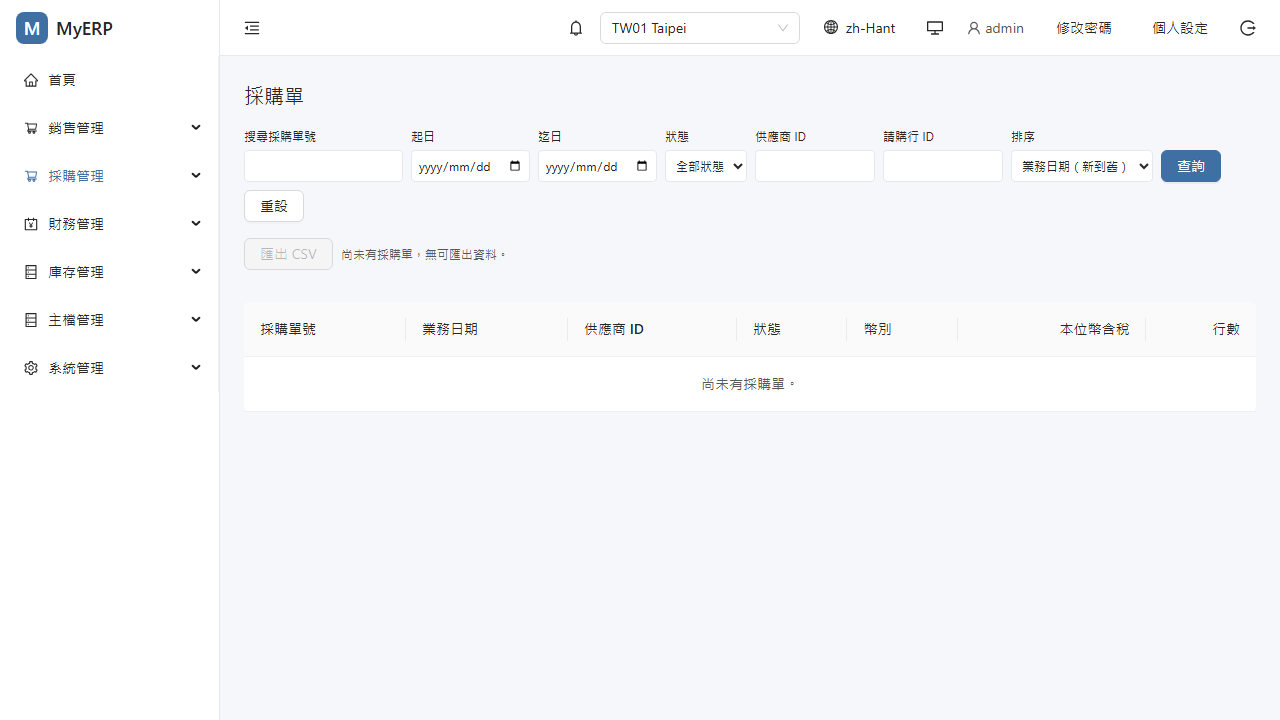 M MyERP
TW01 Taipei
zh-Hant
admin
修改密碼
個人設定
首頁
銷售管理
採購管理
財務管理
庫存管理
主檔管理
系統管理
採購單
搜尋採購單號
起日
迄日
狀態
供應商 ID
請購行 ID
排序
yyyy/mm/dd
yyyy/mm/dd
全部狀態
業務日期（新到舊）
查詢
重設
匯出 CSV
尚未有採購單，無可匯出資料。
採購單號
業務日期
供應商 ID
狀態
幣別
本位幣含稅
行數
尚未有採購單。